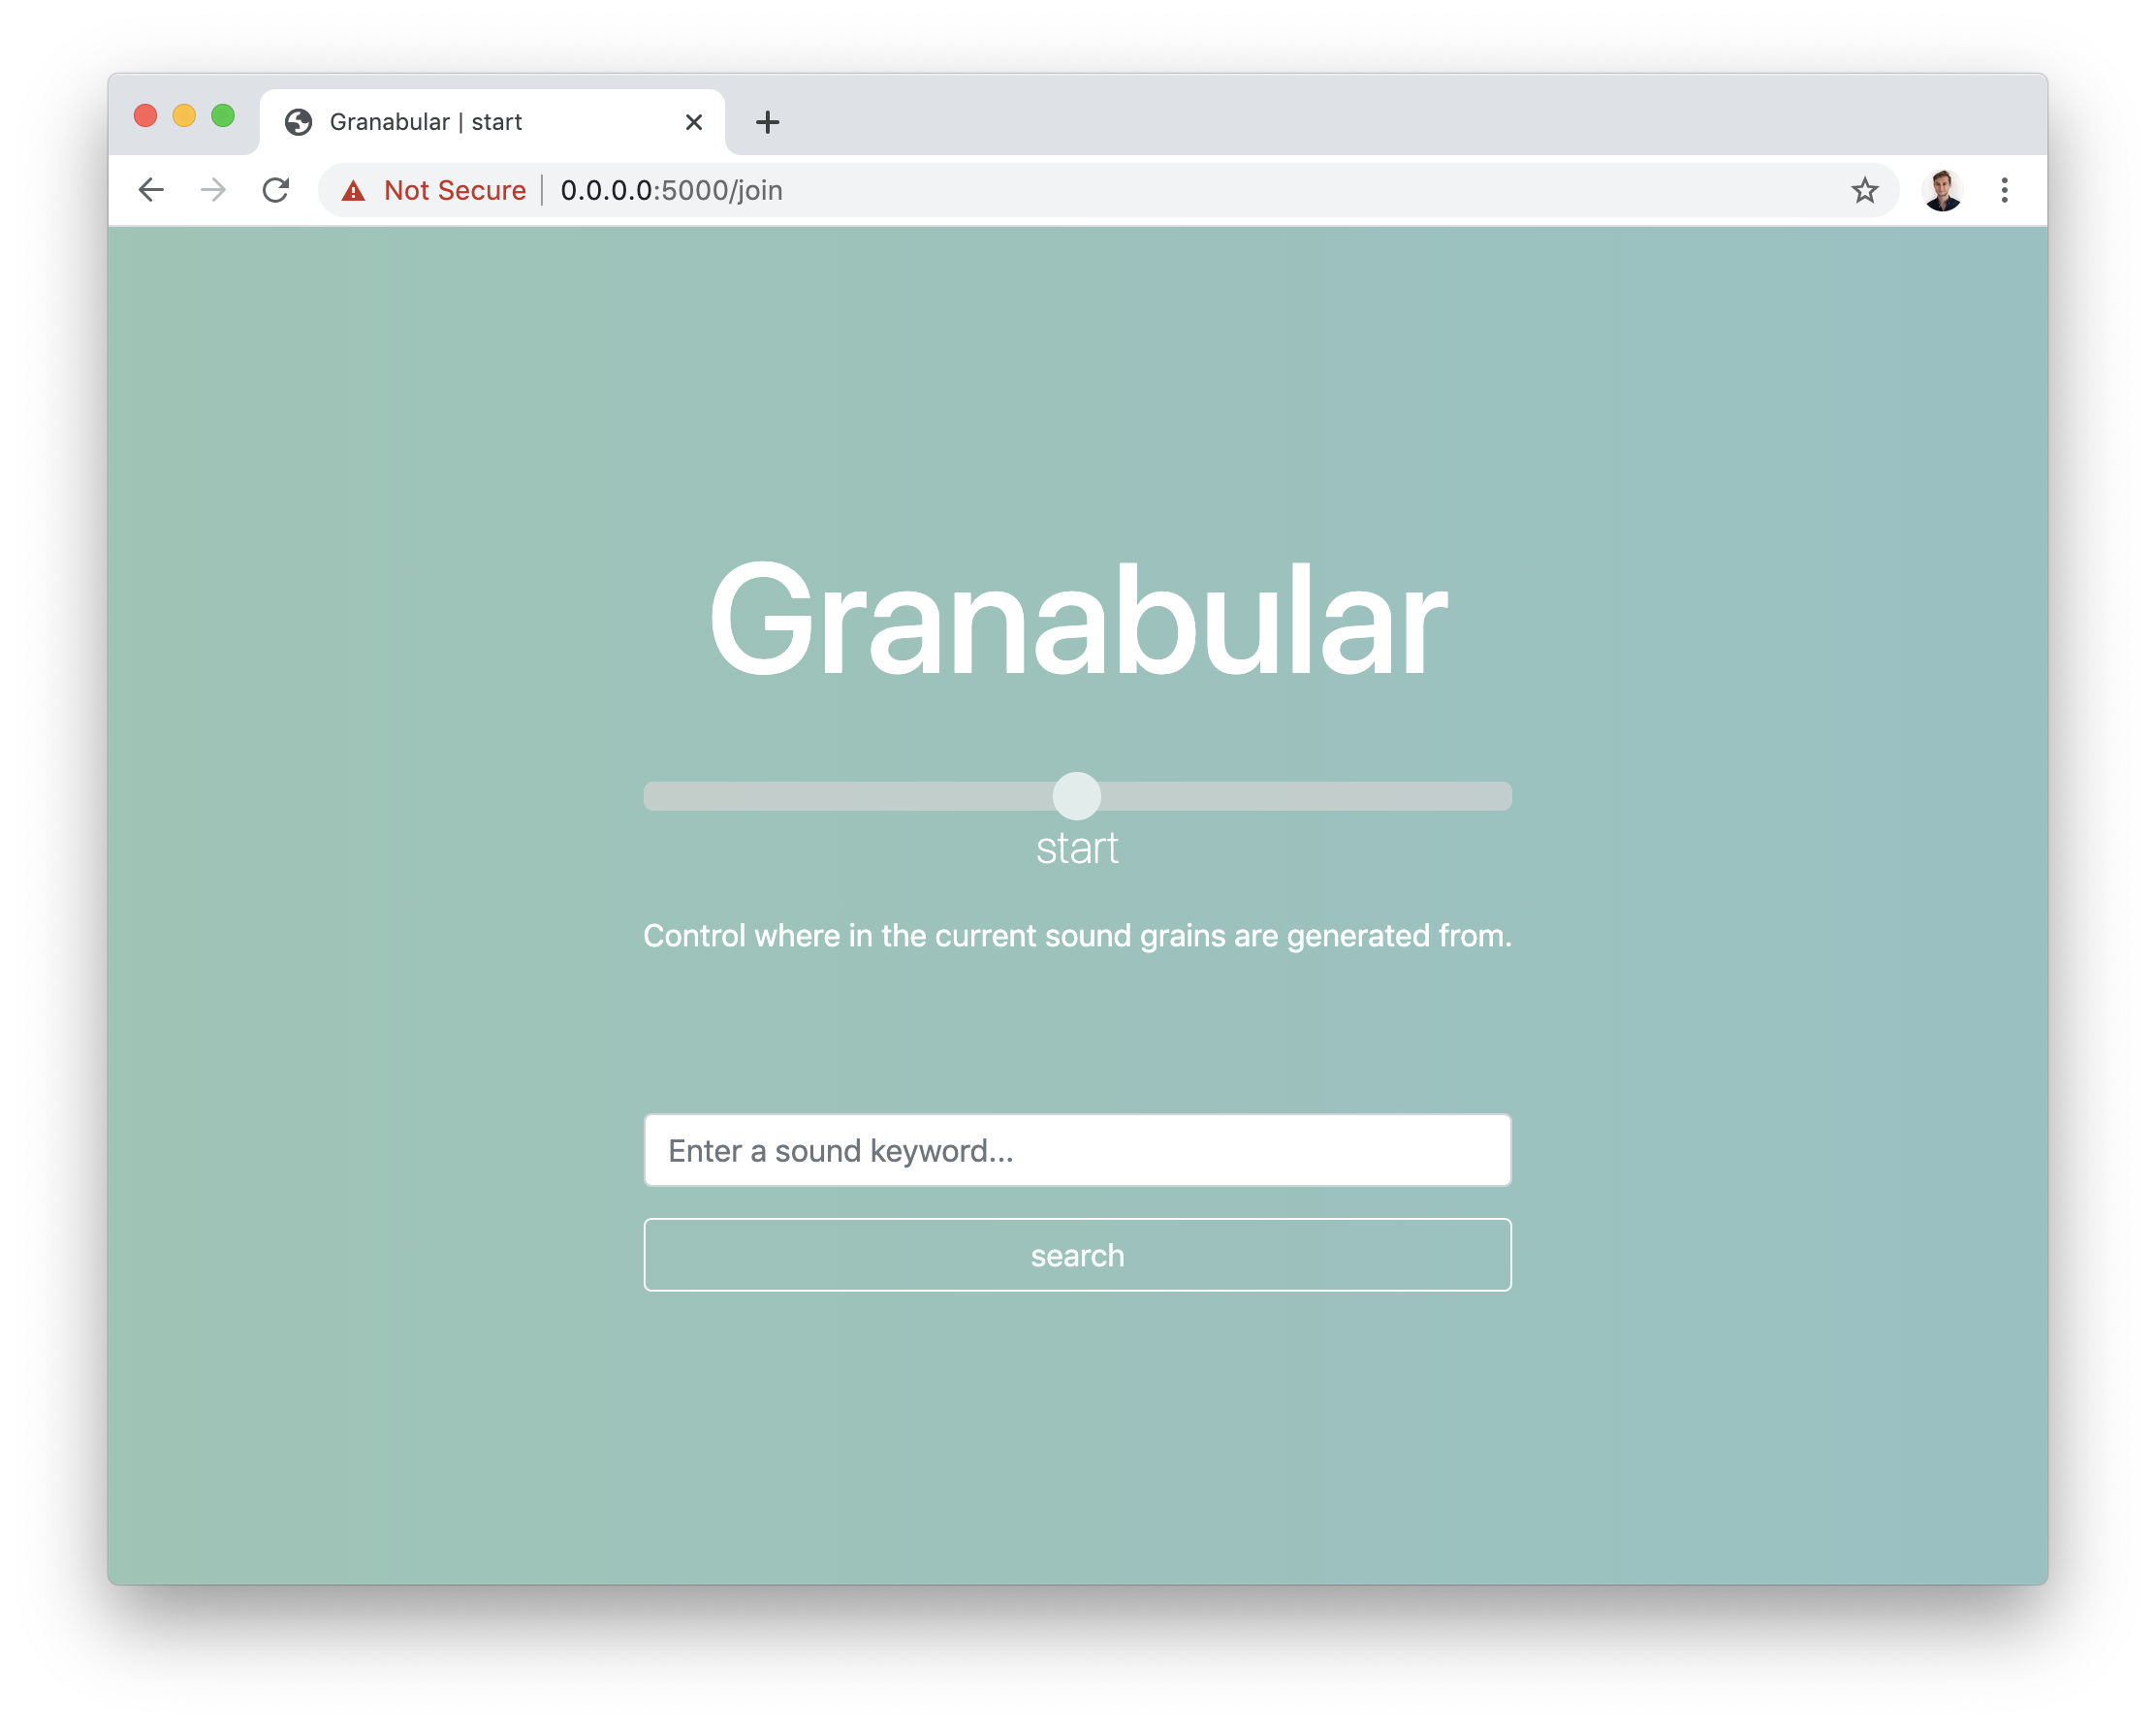 Granabular | start
Not Secure | 0.0.0.0:5000/join
Granabular
start
Control where in the current sound grains are generated from.
Enter a sound keyword...
search